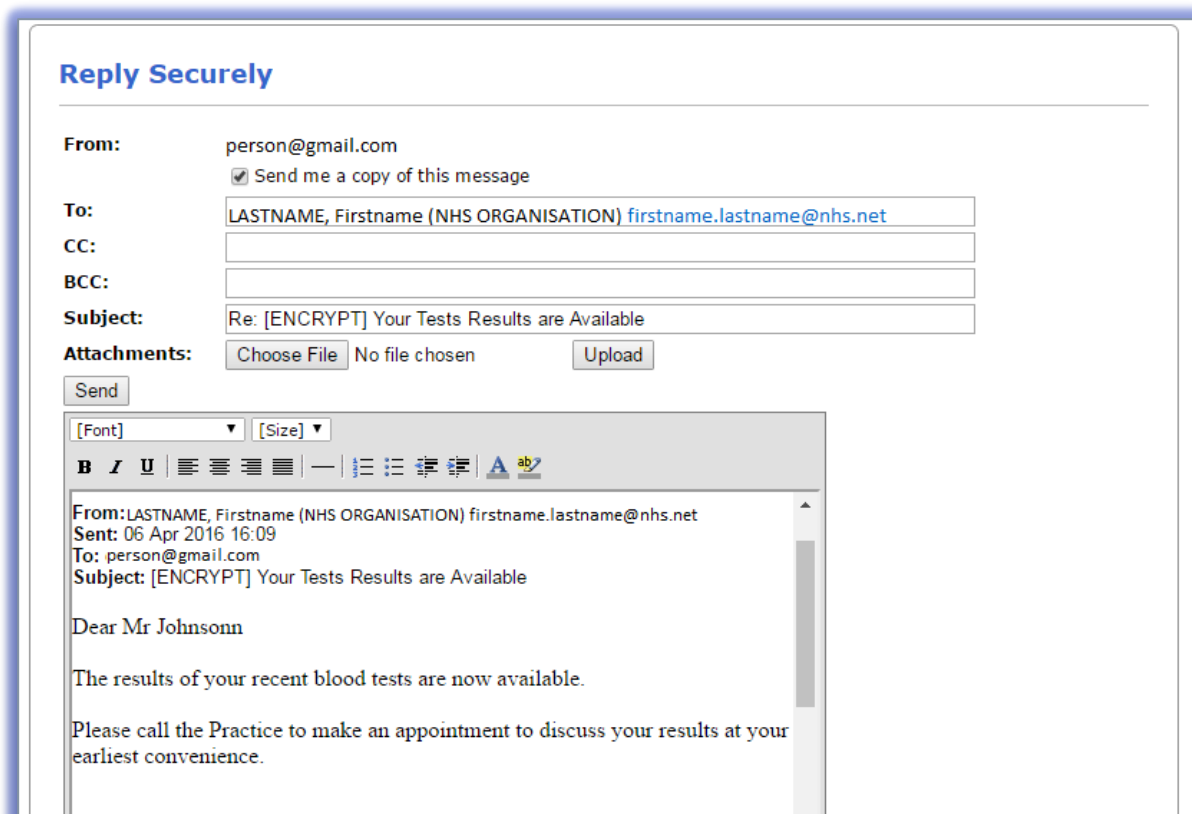 Reply Securely
From: person@gmail.com
Send me a copy of this message
To: LASTNAME, Firstname (NHS ORGANISATION) firstname.lastname@nhs.net
CC:
BCC:
Subject: Re: [ENCRYPT] Your Tests Results are Available
Attachments: Choose File No file chosen Upload
Send
[Font] [Size]
B I U A ab
From: LASTNAME, Firstname (NHS ORGANISATION) firstname.lastname@nhs.net
Sent: 06 Apr 2016 16:09
To: person@gmail.com
Subject: [ENCRYPT] Your Tests Results are Available
Dear Mr Johnsonn
The results of your recent blood tests are now available.
Please call the Practice to make an appointment to discuss your results at your
earliest convenience.